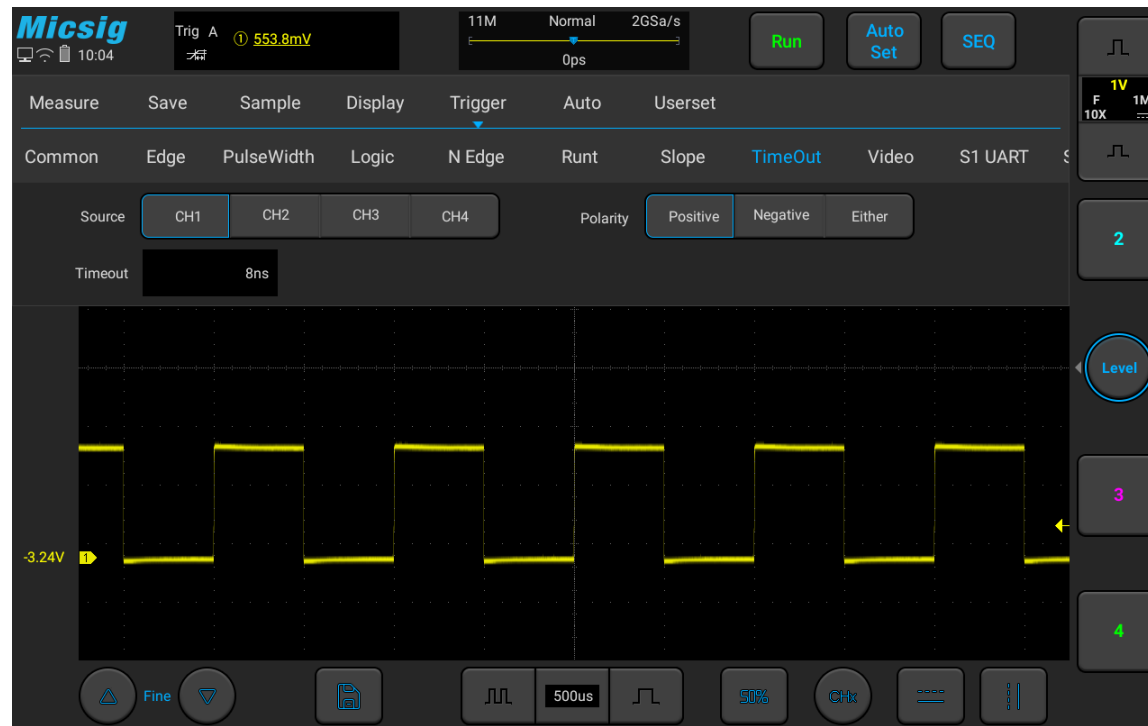 Micsig
10:04
Trig A
① 553.8mV
11M Normal 2GSa/s
0ps
Run
Auto
Set
SEQ
Measure Save Sample Display Trigger Auto Userset
1V
F 1M
10X
Common Edge PulseWidth Logic N Edge Runt Slope TimeOut Video S1 UART
Source CH1 CH2 CH3 CH4 Polarity Positive Negative Either
2
Timeout 8ns
Level
3
-3.24V 1
4
Fine 500us 50% CHx